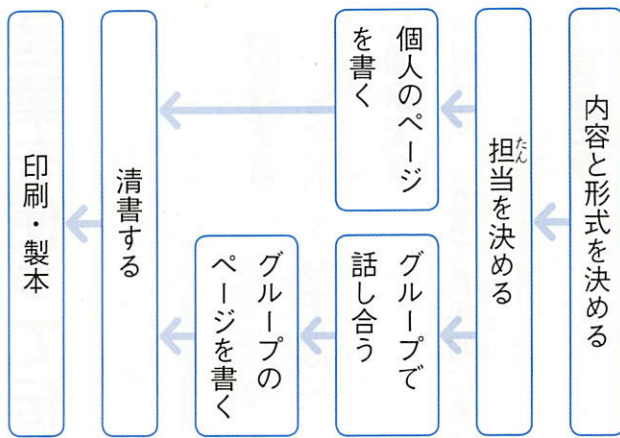 内容と形式を決める
担当を決める
たん
個人のページ
を書く
グループで
話し合う
グループの
ページを書く
清書する
印刷・製本